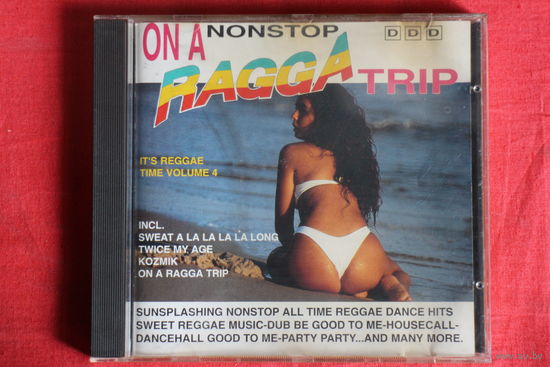 NONSTOP
ON A
DDD
RAGGA
TRIP
IT'S REGGAE
TIME VOLUME 4
INCL.
SWEAT A LA LA LA LA LONG
TWICE MY AGE
KOZMIK
ON A RAGGA TRIP
SUNSPLASHING NONSTOP ALL TIME REGGAE DANCE HITS
SWEET REGGAE MUSIC-DUB BE GOOD TO ME-HOUSECALL-
DANCEHALL GOOD TO ME-PARTY PARTY...AND MANY MORE.